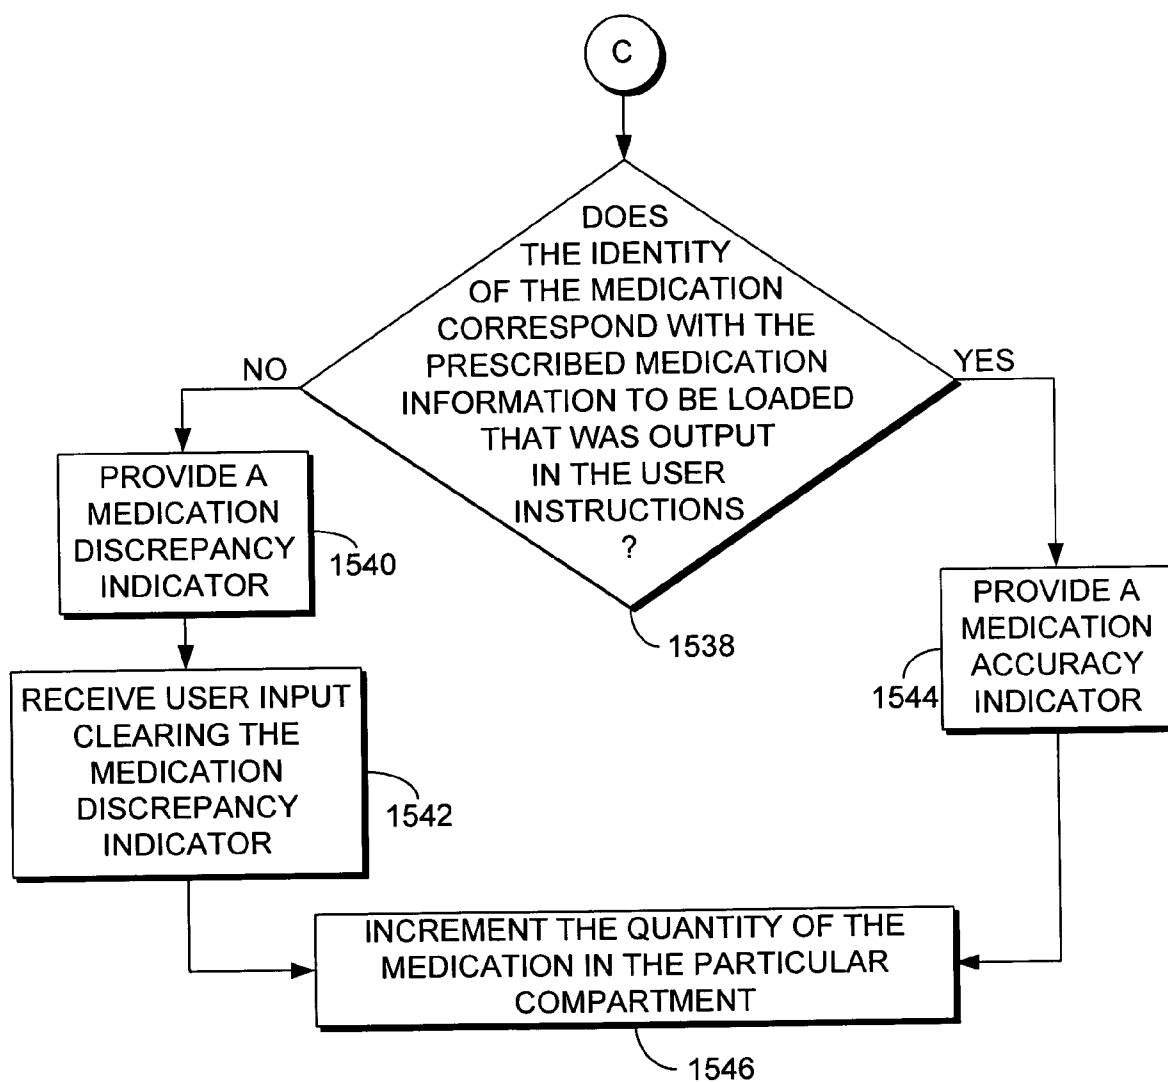 C
DOES
THE IDENTITY
OF THE MEDICATION
CORRESPOND WITH THE
PRESCRIBED MEDICATION
INFORMATION TO BE LOADED
THAT WAS OUTPUT
IN THE USER
INSTRUCTIONS
?
1538
NO
YES
PROVIDE A
MEDICATION
DISCREPANCY
INDICATOR
1540
RECEIVE USER INPUT
CLEARING THE
MEDICATION
DISCREPANCY
INDICATOR
1542
PROVIDE A
MEDICATION
ACCURACY
INDICATOR
1544
INCREMENT THE QUANTITY OF THE
MEDICATION IN THE PARTICULAR
COMPARTMENT
1546